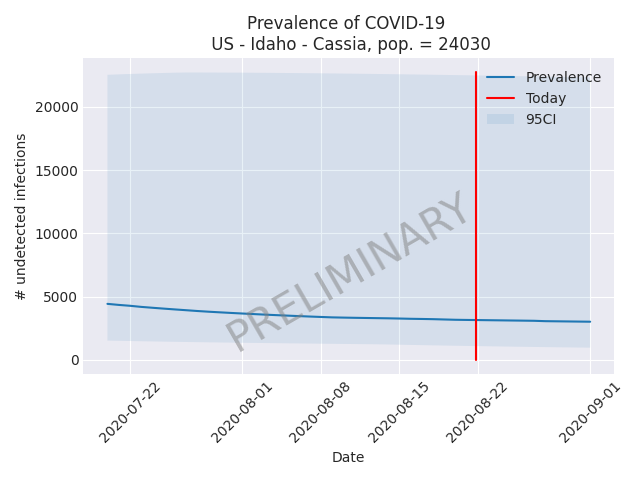 Prevalence of COVID-19
US - Idaho - Cassia, pop. = 24030
Prevalence
Today
95CI
20000
15000
10000
5000
0
# undetected infections
PRELIMINARY
2020-07-22
2020-08-01
2020-08-08
2020-08-15
2020-08-22
2020-09-01
Date